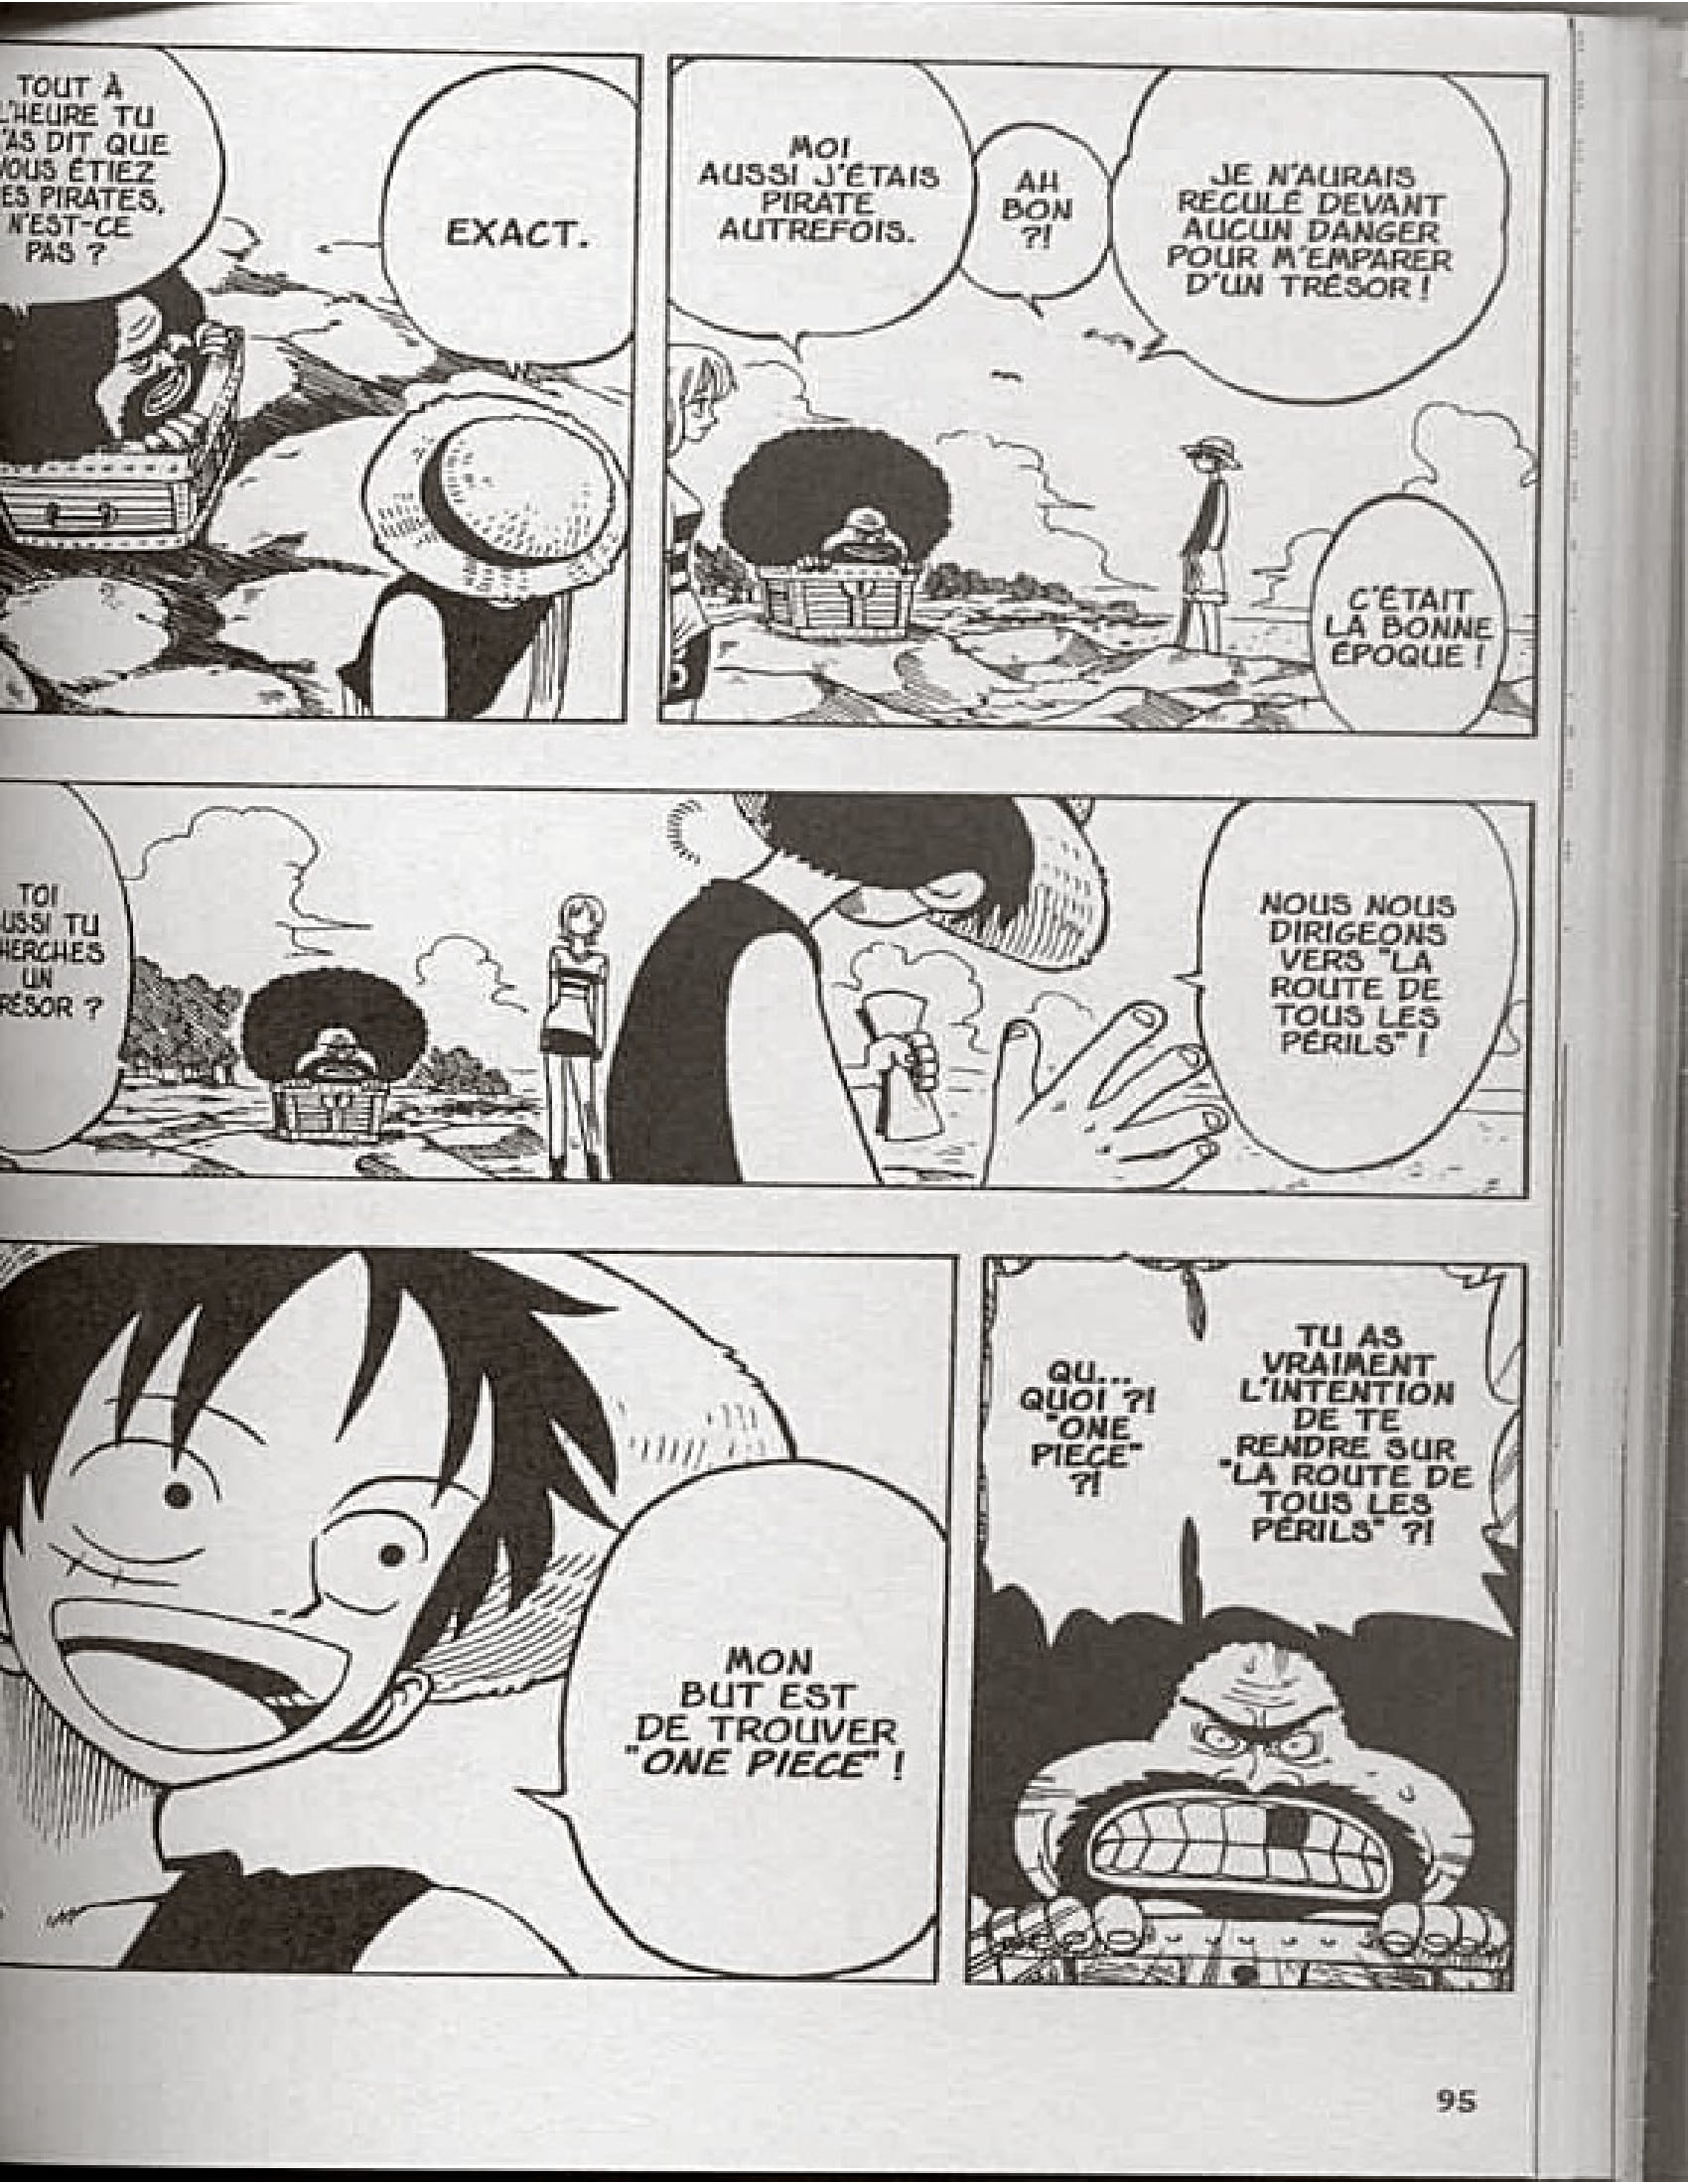 TOUT À
L'HEURE TU
'AS DIT QUE
VOUS ÉTIEZ
ES PIRATES,
N'EST-CE
PAS ?
EXACT.
MOI
AUSSI J'ÉTAIS
PIRATE
AUTREFOIS.
AH
BON
?!
JE N'AURAIS
RECULÉ DEVANT
AUCUN DANGER
POUR M'EMPARER
D'UN TRÉSOR !
C'ÉTAIT
LA BONNE
ÉPOQUE !
TOI
USSI TU
HERCHES
UN
RÉSOR ?
NOUS NOUS
DIRIGEONS
VERS "LA
ROUTE DE
TOUS LES
PÉRILS" !
MON
BUT EST
DE TROUVER
"ONE PIECE" !
QU...
QUOI ?!
"ONE
PIECE"
?!
TU AS
VRAIMENT
L'INTENTION
DE TE
RENDRE SUR
"LA ROUTE DE
TOUS LES
PÉRILS" ?!
95